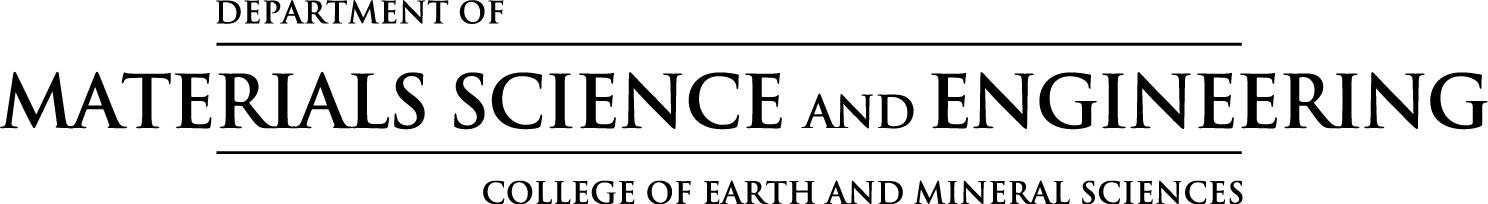 DEPARTMENT OF
MATERIALS SCIENCE AND ENGINEERING
COLLEGE OF EARTH AND MINERAL SCIENCES